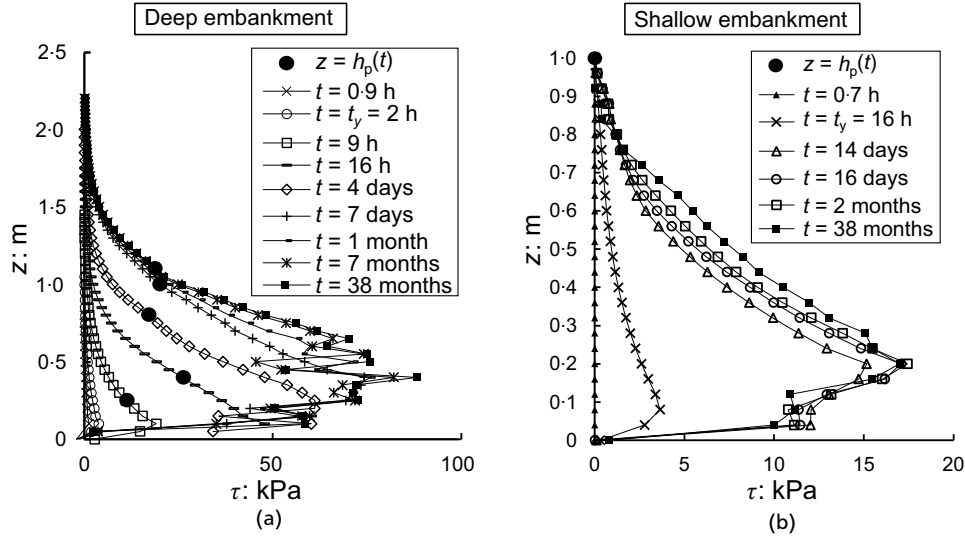 Deep embankment
2·5
2·0
1·5
1·0
0·5
0
z: m
0
50
100
τ: kPa
z = hp(t)
t = 0·9 h
t = ty = 2 h
t = 9 h
t = 16 h
t = 4 days
t = 7 days
t = 1 month
t = 7 months
t = 38 months
(a)
Shallow embankment
1·0
0·9
0·8
0·7
0·6
0·5
0·4
0·3
0·2
0·1
0
z: m
0
5
10
15
20
τ: kPa
z = hp(t)
t = 0·7 h
t = ty = 16 h
t = 14 days
t = 16 days
t = 2 months
t = 38 months
(b)